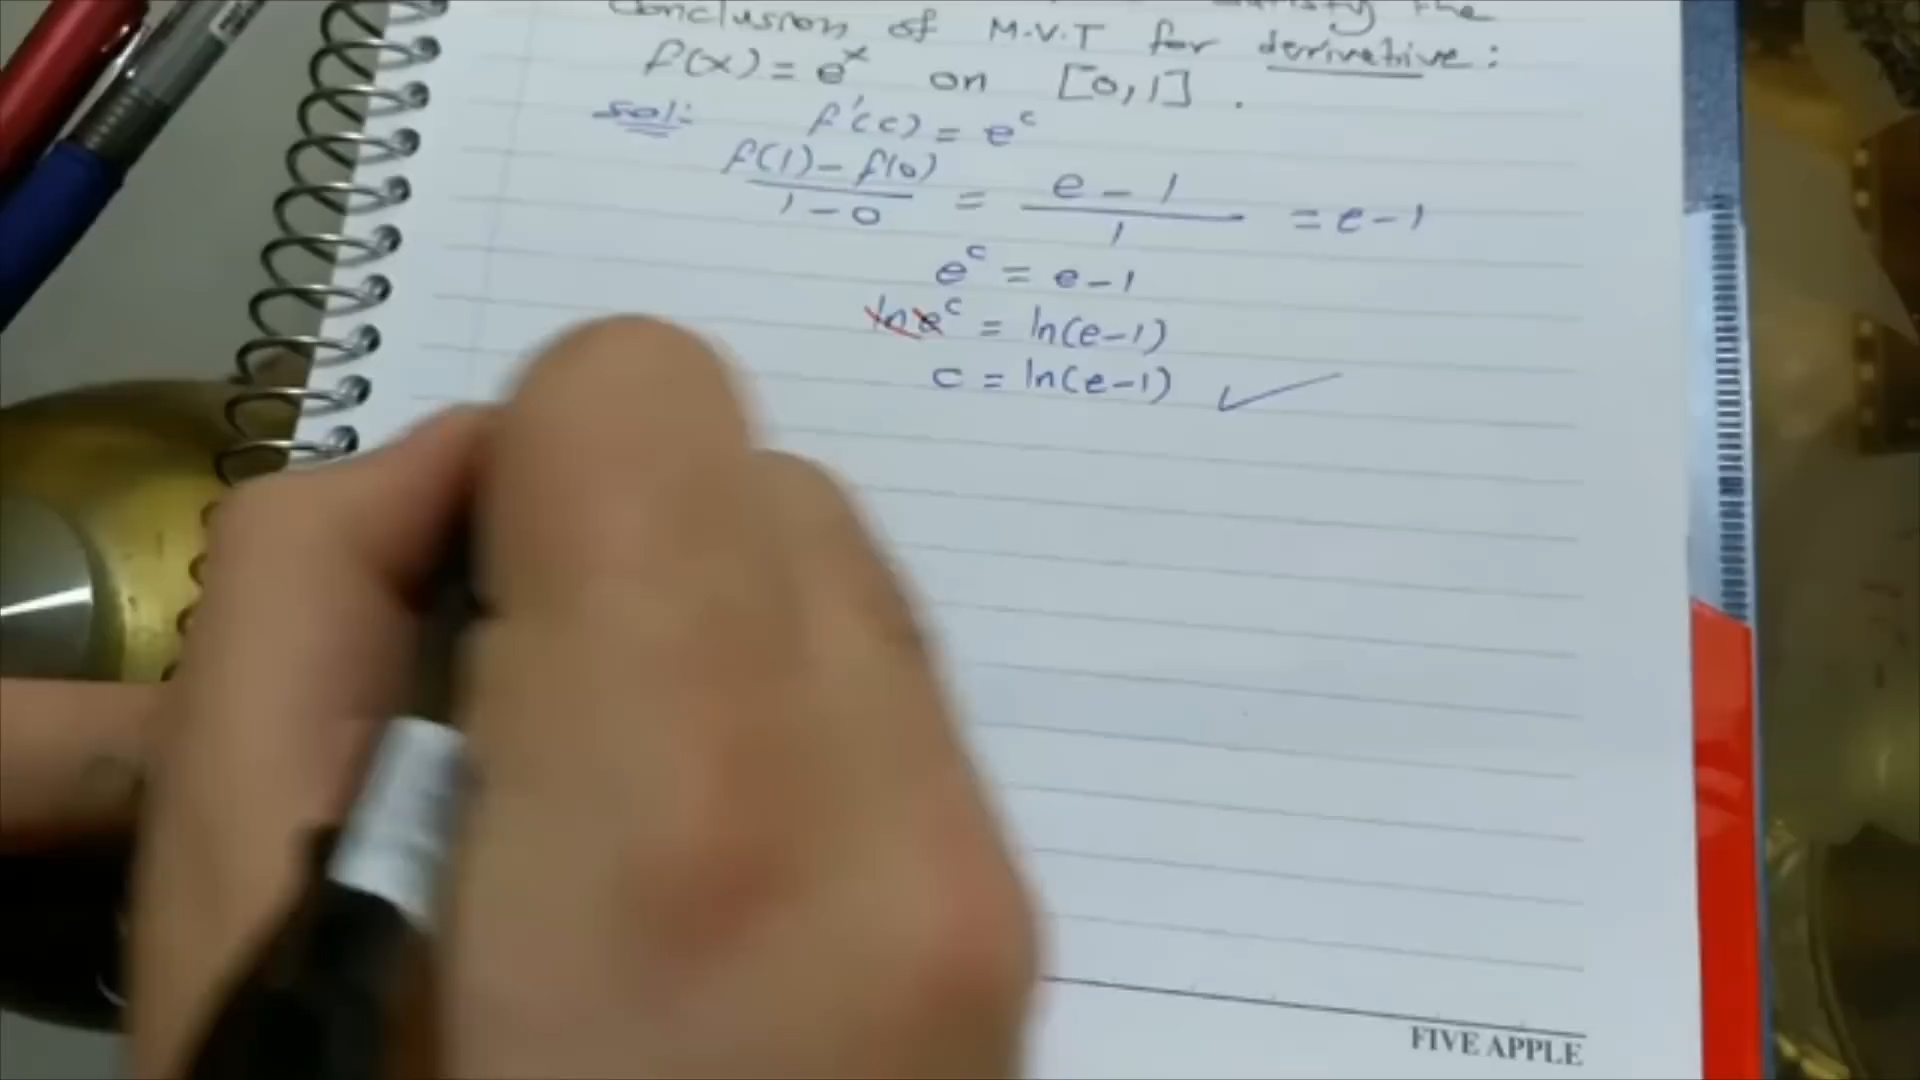 Conclusion of M.V.T for derivative:
f(x) = e^x on [0,1].
Sol: f'(c) = e^c
f(1) - f(0) / 1 - 0 = e - 1 / 1 = e - 1
e^c = e - 1
ln e^c = ln(e-1)
c = ln(e-1) ✓
FIVE APPLE